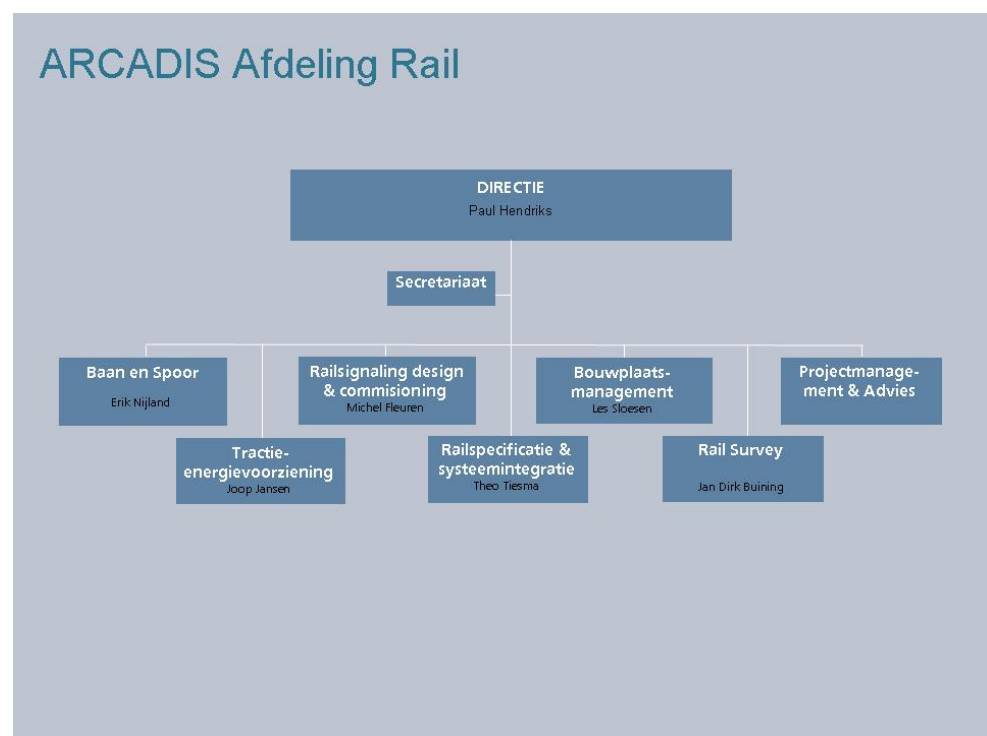 ARCADIS Afdeling Rail
DIRECTIE
Paul Hendriks
Secretariaat
Baan en Spoor
Erik Nijland
Railsignaling design
& commisioning
Michel Fleuren
Bouwplaats-
management
Les Sloesen
Projectmanage-
ment & Advies
Tractie-
energievoorziening
Joop Jansen
Railspecificatie &
systeemintegratie
Theo Tiesma
Rail Survey
Jan Dirk Buining